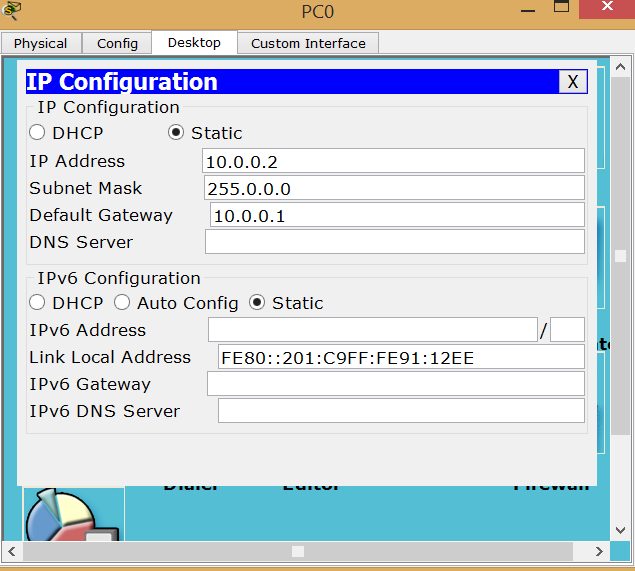 PC0
Physical Config Desktop Custom Interface
IP Configuration X
IP Configuration
DHCP Static
IP Address 10.0.0.2
Subnet Mask 255.0.0.0
Default Gateway 10.0.0.1
DNS Server
IPv6 Configuration
DHCP Auto Config Static
IPv6 Address /
Link Local Address FE80::201:C9FF:FE91:12EE
IPv6 Gateway
IPv6 DNS Server
Dialer Editor Firewall